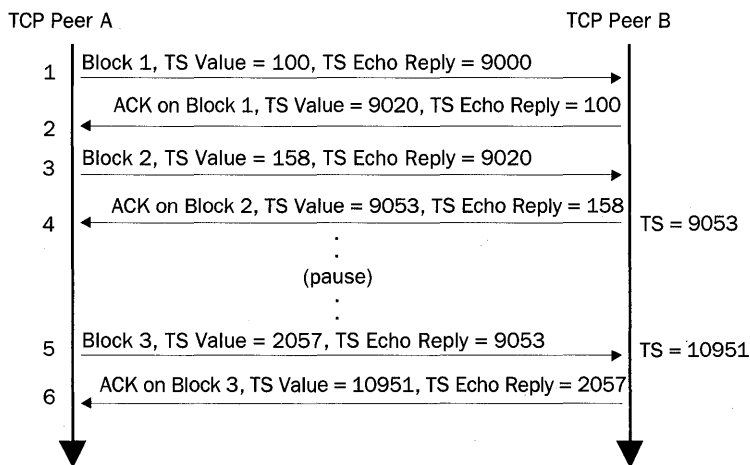 TCP Peer A
TCP Peer B
1
Block 1, TS Value = 100, TS Echo Reply = 9000
ACK on Block 1, TS Value = 9020, TS Echo Reply = 100
2
3
Block 2, TS Value = 158, TS Echo Reply = 9020
ACK on Block 2, TS Value = 9053, TS Echo Reply = 158
4
TS = 9053
(pause)
5
Block 3, TS Value = 2057, TS Echo Reply = 9053
TS = 10951
ACK on Block 3, TS Value = 10951, TS Echo Reply = 2057
6